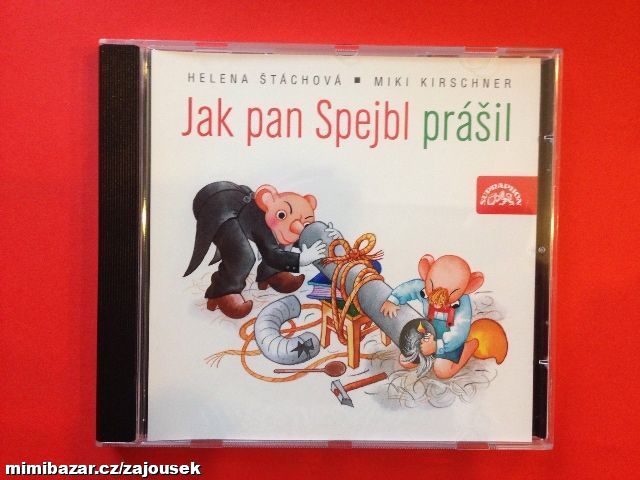 HELENA ŠTÁCHOVÁ ■ MIKI KIRSCHNER
Jak pan Spejbl prášil
SUPRAPHON
mimibazar.cz/zajousek